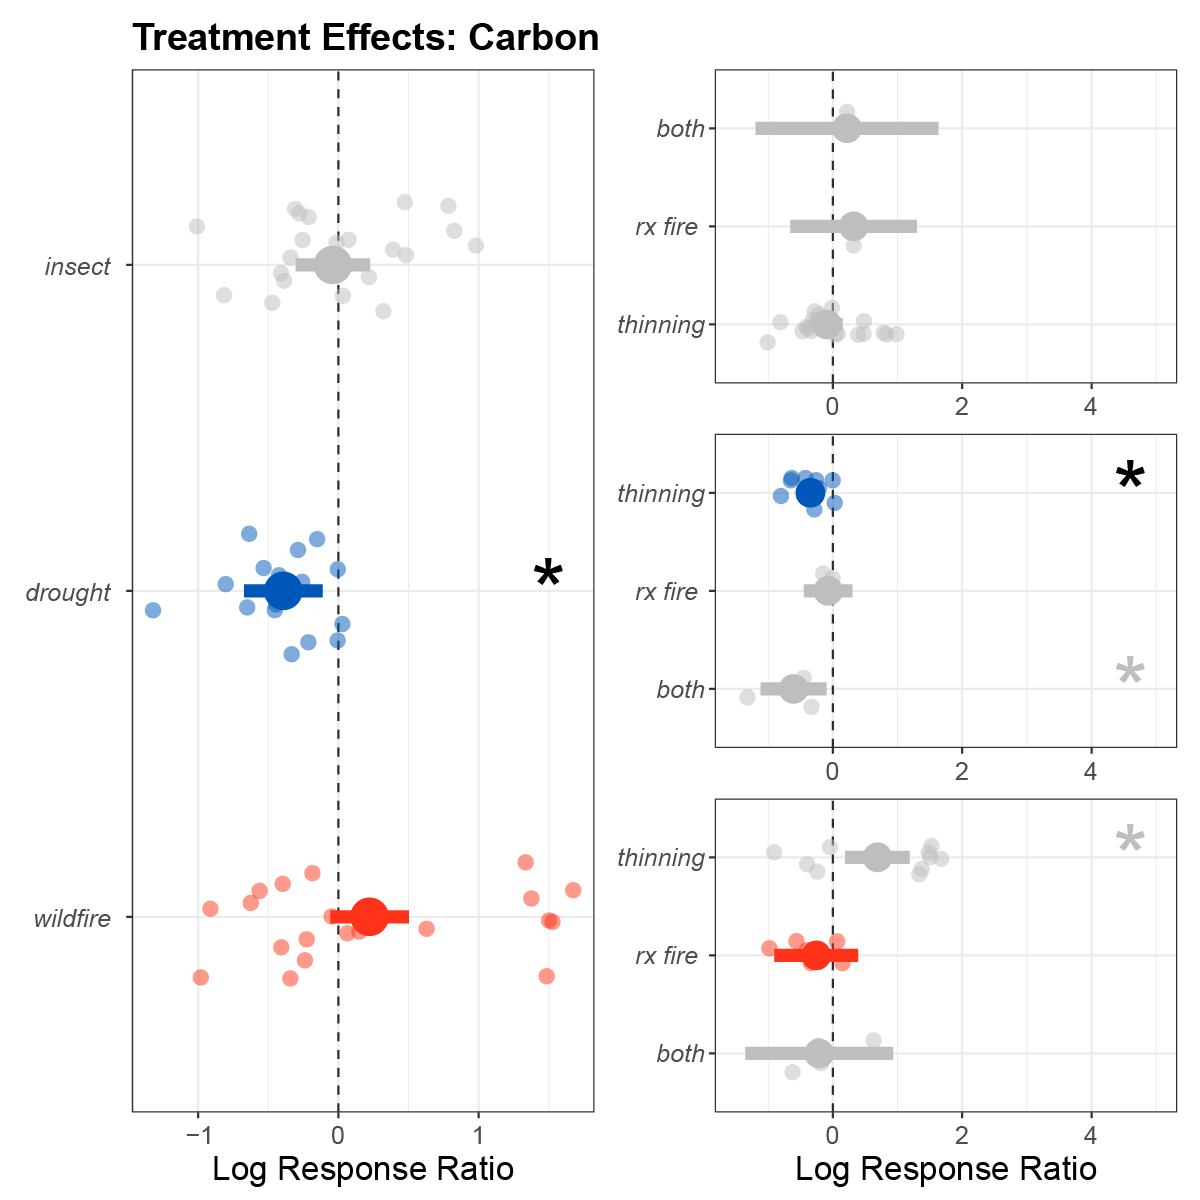 Treatment Effects: Carbon
insect
drought
*
wildfire
−1 0 1
Log Response Ratio
both
rx fire
thinning
0 2 4
thinning
*
rx fire
both
*
0 2 4
thinning
*
rx fire
both
0 2 4
Log Response Ratio